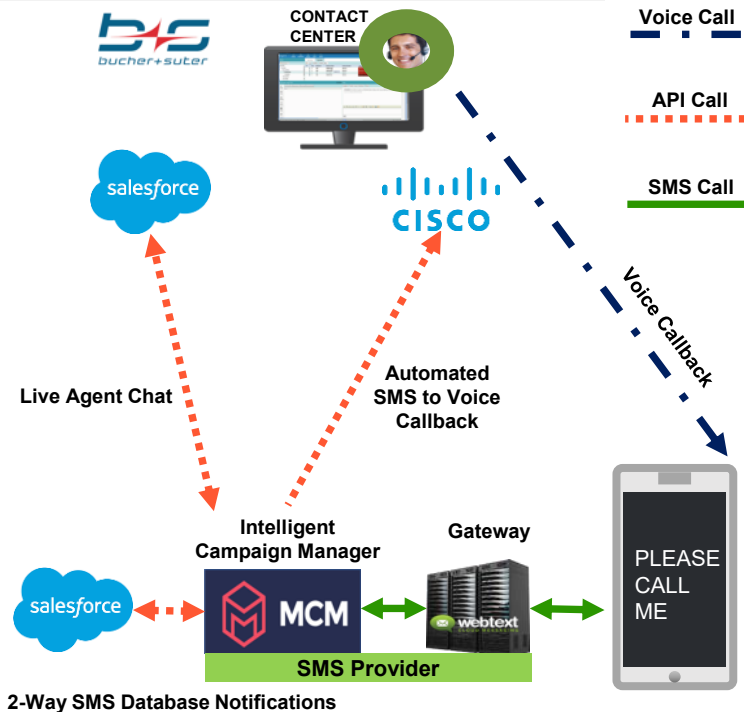 b+s
bucher+suter
CONTACT
CENTER
Voice Call
API Call
SMS Call
salesforce
CISCO
Voice Callback
Live Agent Chat
Automated
SMS to Voice
Callback
Intelligent
Campaign Manager
Gateway
salesforce
MCM
webtext
SMS Provider
PLEASE
CALL
ME
2-Way SMS Database Notifications